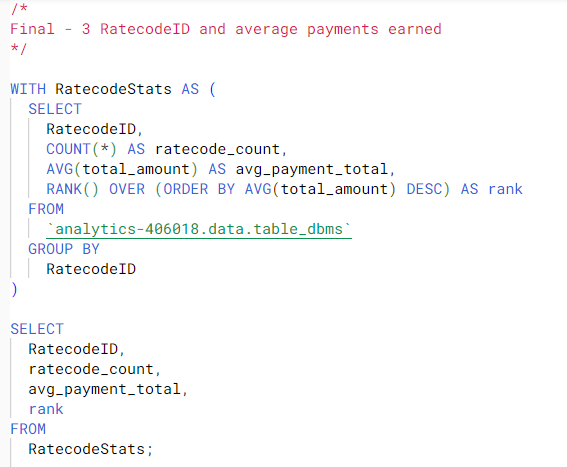 /*
Final - 3 RatecodeID and average payments earned
*/
WITH RatecodeStats AS (
SELECT
RatecodeID,
COUNT(*) AS ratecode_count,
AVG(total_amount) AS avg_payment_total,
RANK() OVER (ORDER BY AVG(total_amount) DESC) AS rank
FROM
`analytics-406018.data.table_dbms`
GROUP BY
RatecodeID
)
SELECT
RatecodeID,
ratecode_count,
avg_payment_total,
rank
FROM
RatecodeStats;